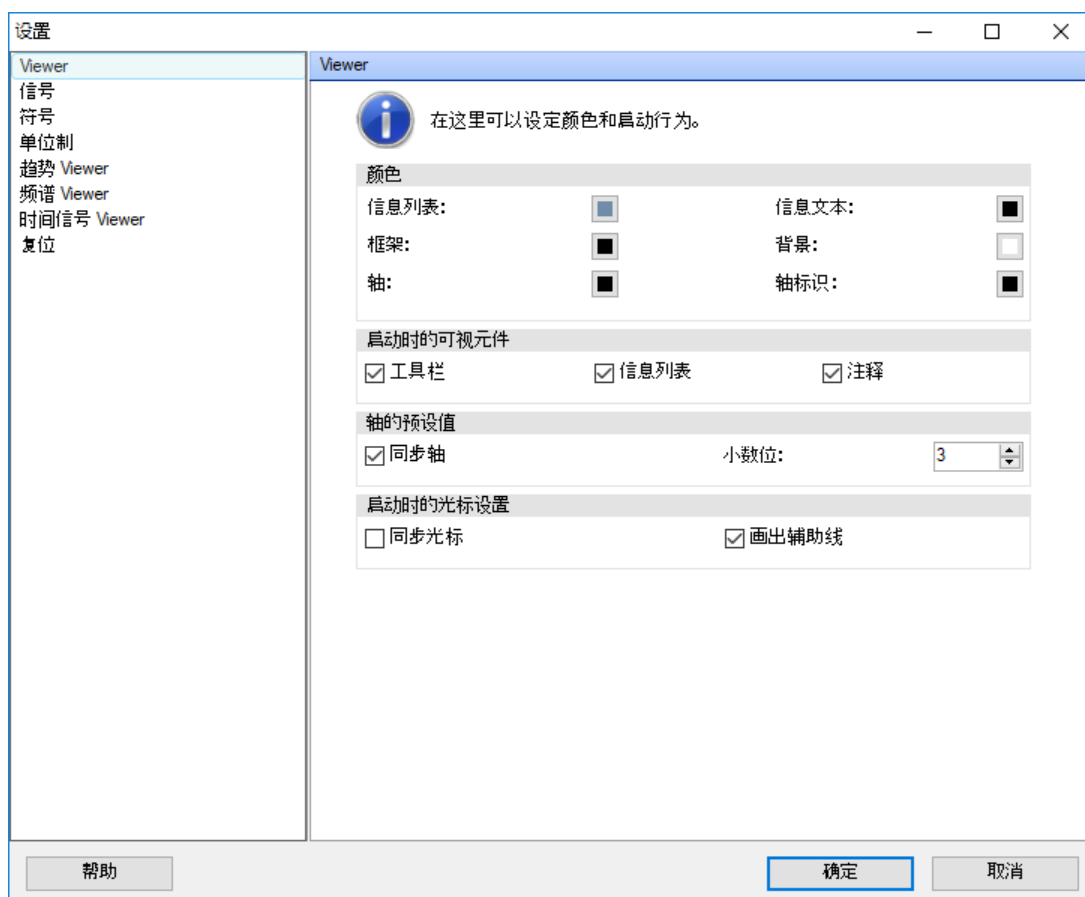 设置
Viewer
信号
符号
单位制
趋势 Viewer
频谱 Viewer
时间信号 Viewer
复位
Viewer
在这里可以设定颜色和启动行为。
颜色
信息列表: 信息文本:
框架: 背景:
轴: 轴标识:
启动时的可视元件
工具栏 信息列表 注释
轴的预设值
同步轴 小数位: 3
启动时的光标设置
同步光标 画出辅助线
帮助 确定 取消